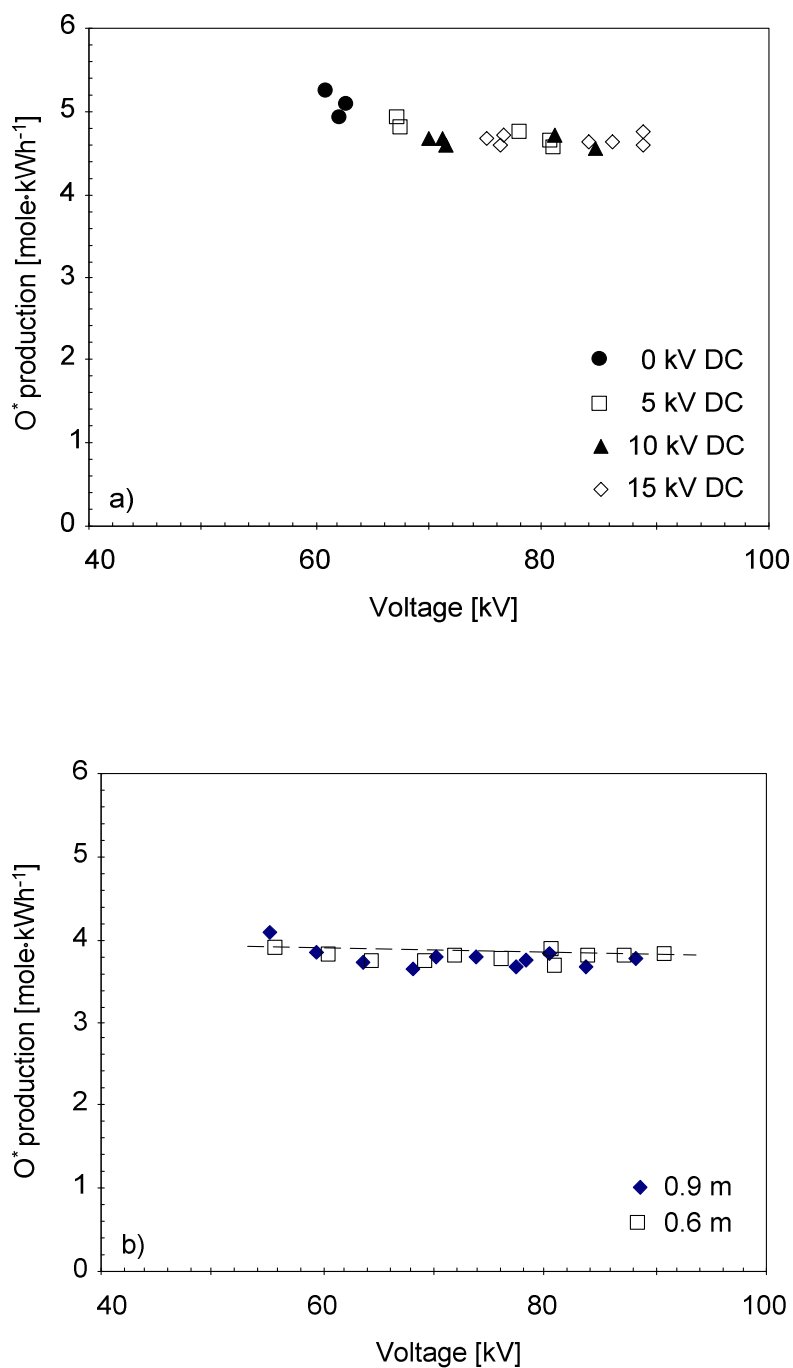 6
5
4
3
2
1
0
O* production [mole·kWh⁻¹]
0 kV DC
5 kV DC
10 kV DC
15 kV DC
a)
40 60 80 100
Voltage [kV]
6
5
4
3
2
1
0
O* production [mole·kWh⁻¹]
0.9 m
0.6 m
b)
40 60 80 100
Voltage [kV]